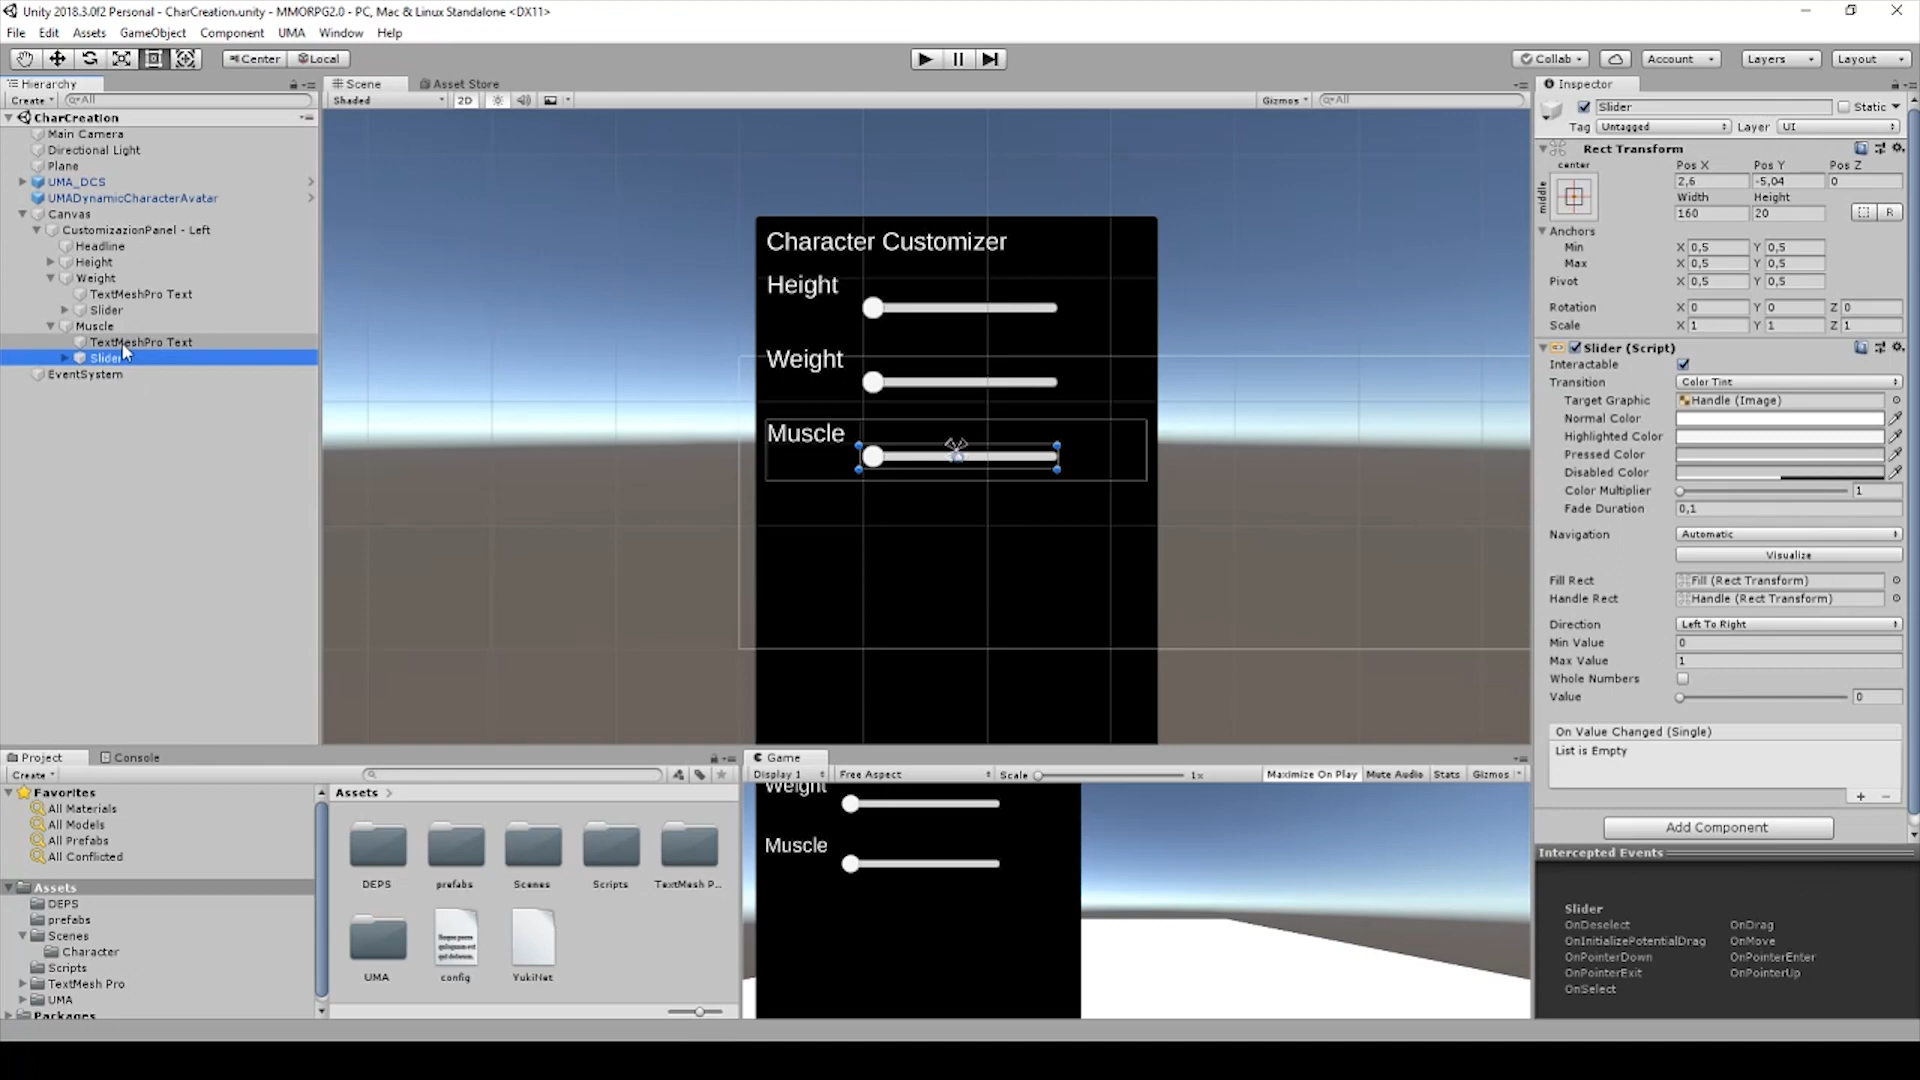 Unity 2018.3.0f2 Personal - CharCreation.unity - MMORPG2.0 - PC, Mac & Linux Standalone <DX11>
File Edit Assets GameObject Component UMA Window Help
Center Local
Collab Account Layers Layout
Hierarchy
Create All
CharCreation
Main Camera
Directional Light
Plane
UMA_DCS
UMADynamicCharacterAvatar
Canvas
CustomizazionPanel - Left
Headline
Height
Weight
TextMeshPro Text
Slider
Muscle
TextMeshPro Text
Slider
EventSystem
Scene Asset Store
Shaded 2D Gizmos All
Character Customizer
Height
Weight
Muscle
Inspector
Slider Static
Tag Untagged Layer UI
Rect Transform
center Pos X Pos Y Pos Z
middle 2,6 -5,04 0
Width Height
160 20 R
Anchors
Min X 0,5 Y 0,5
Max X 0,5 Y 0,5
Pivot X 0,5 Y 0,5
Rotation X 0 Y 0 Z 0
Scale X 1 Y 1 Z 1
Slider (Script)
Interactable
Transition Color Tint
Target Graphic Handle (Image)
Normal Color
Highlighted Color
Pressed Color
Disabled Color
Color Multiplier 1
Fade Duration 0,1
Navigation Automatic
Visualize
Fill Rect Fill (Rect Transform)
Handle Rect Handle (Rect Transform)
Direction Left To Right
Min Value 0
Max Value 1
Whole Numbers
Value 0
On Value Changed (Single)
List is Empty
+ -
Add Component
Intercepted Events
Slider
OnDeselect OnDrag
OnInitializePotentialDrag OnMove
OnPointerDown OnPointerEnter
OnPointerExit OnPointerUp
OnSelect
Project Console
Create
Favorites
All Materials
All Models
All Prefabs
All Conflicted
Assets
DEPS
prefabs
Scenes
Character
Scripts
TextMesh Pro
UMA
Packages
Assets
DEPS prefabs Scenes Scripts TextMesh P...
UMA config YukiNet
Game
Display 1 Free Aspect Scale 1x Maximize On Play Mute Audio Stats Gizmos
Weight
Muscle